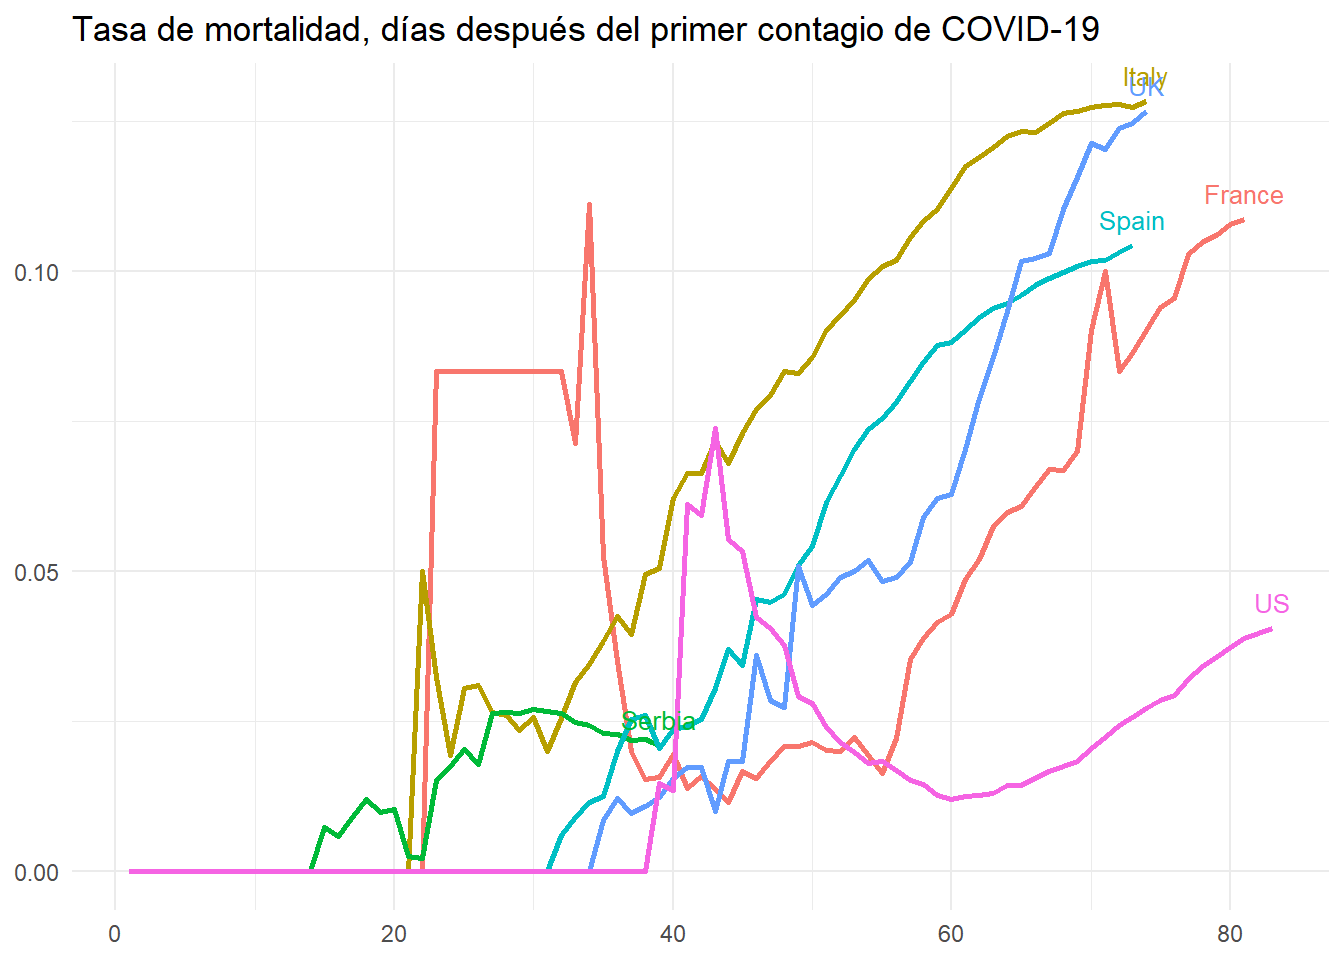 Tasa de mortalidad, días después del primer contagio de COVID-19
Italy
UK
France
Spain
0.10
0.05
US
Serbia
0.00
0 20 40 60 80